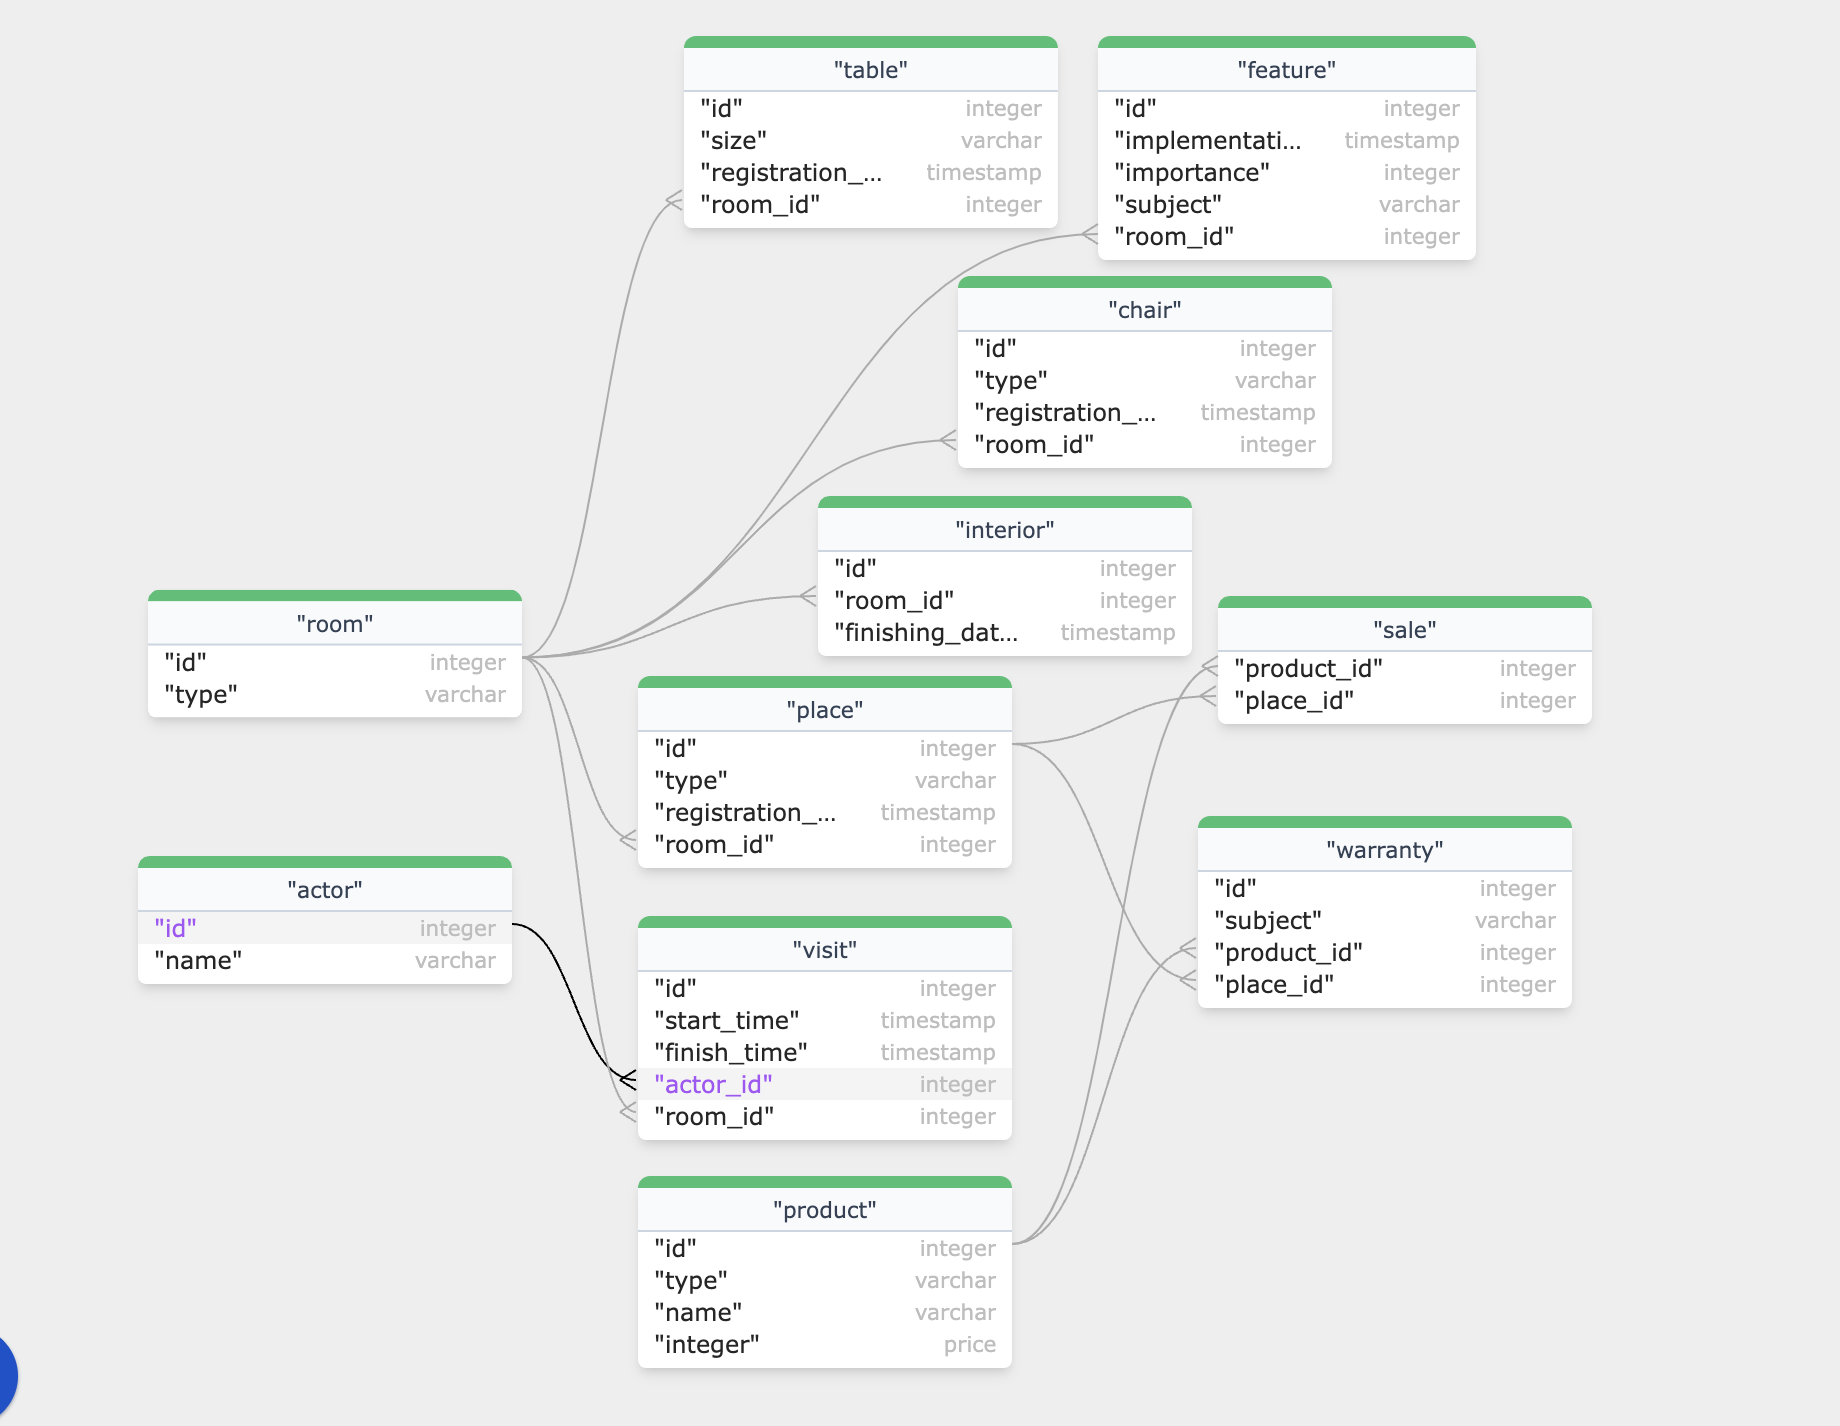 "table"
"id" integer
"size" varchar
"registration_... timestamp
"room_id" integer
"feature"
"id" integer
"implementati... timestamp
"importance" integer
"subject" varchar
"room_id" integer
"chair"
"id" integer
"type" varchar
"registration_... timestamp
"room_id" integer
"interior"
"id" integer
"room_id" integer
"finishing_dat... timestamp
"room"
"id" integer
"type" varchar
"sale"
"product_id" integer
"place_id" integer
"place"
"id" integer
"type" varchar
"registration_... timestamp
"room_id" integer
"warranty"
"id" integer
"subject" varchar
"product_id" integer
"place_id" integer
"actor"
"id" integer
"name" varchar
"visit"
"id" integer
"start_time" timestamp
"finish_time" timestamp
"actor_id" integer
"room_id" integer
"product"
"id" integer
"type" varchar
"name" varchar
"integer" price